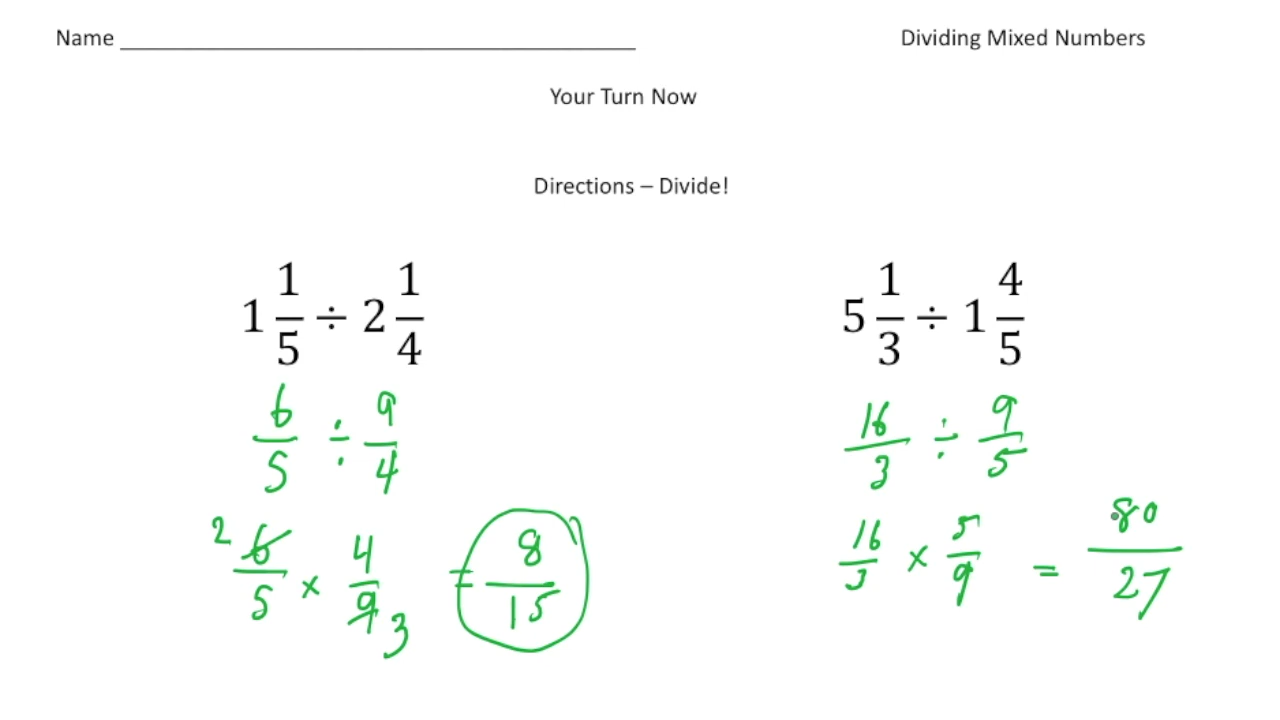 Name ____________________ Dividing Mixed Numbers
Your Turn Now
Directions – Divide!
1 1/5 ÷ 2 1/4
6/5 ÷ 9/4
2 6/5 × 4/9 3 = 8/15
5 1/3 ÷ 1 4/5
16/3 ÷ 9/5
16/3 × 5/9 = 80/27